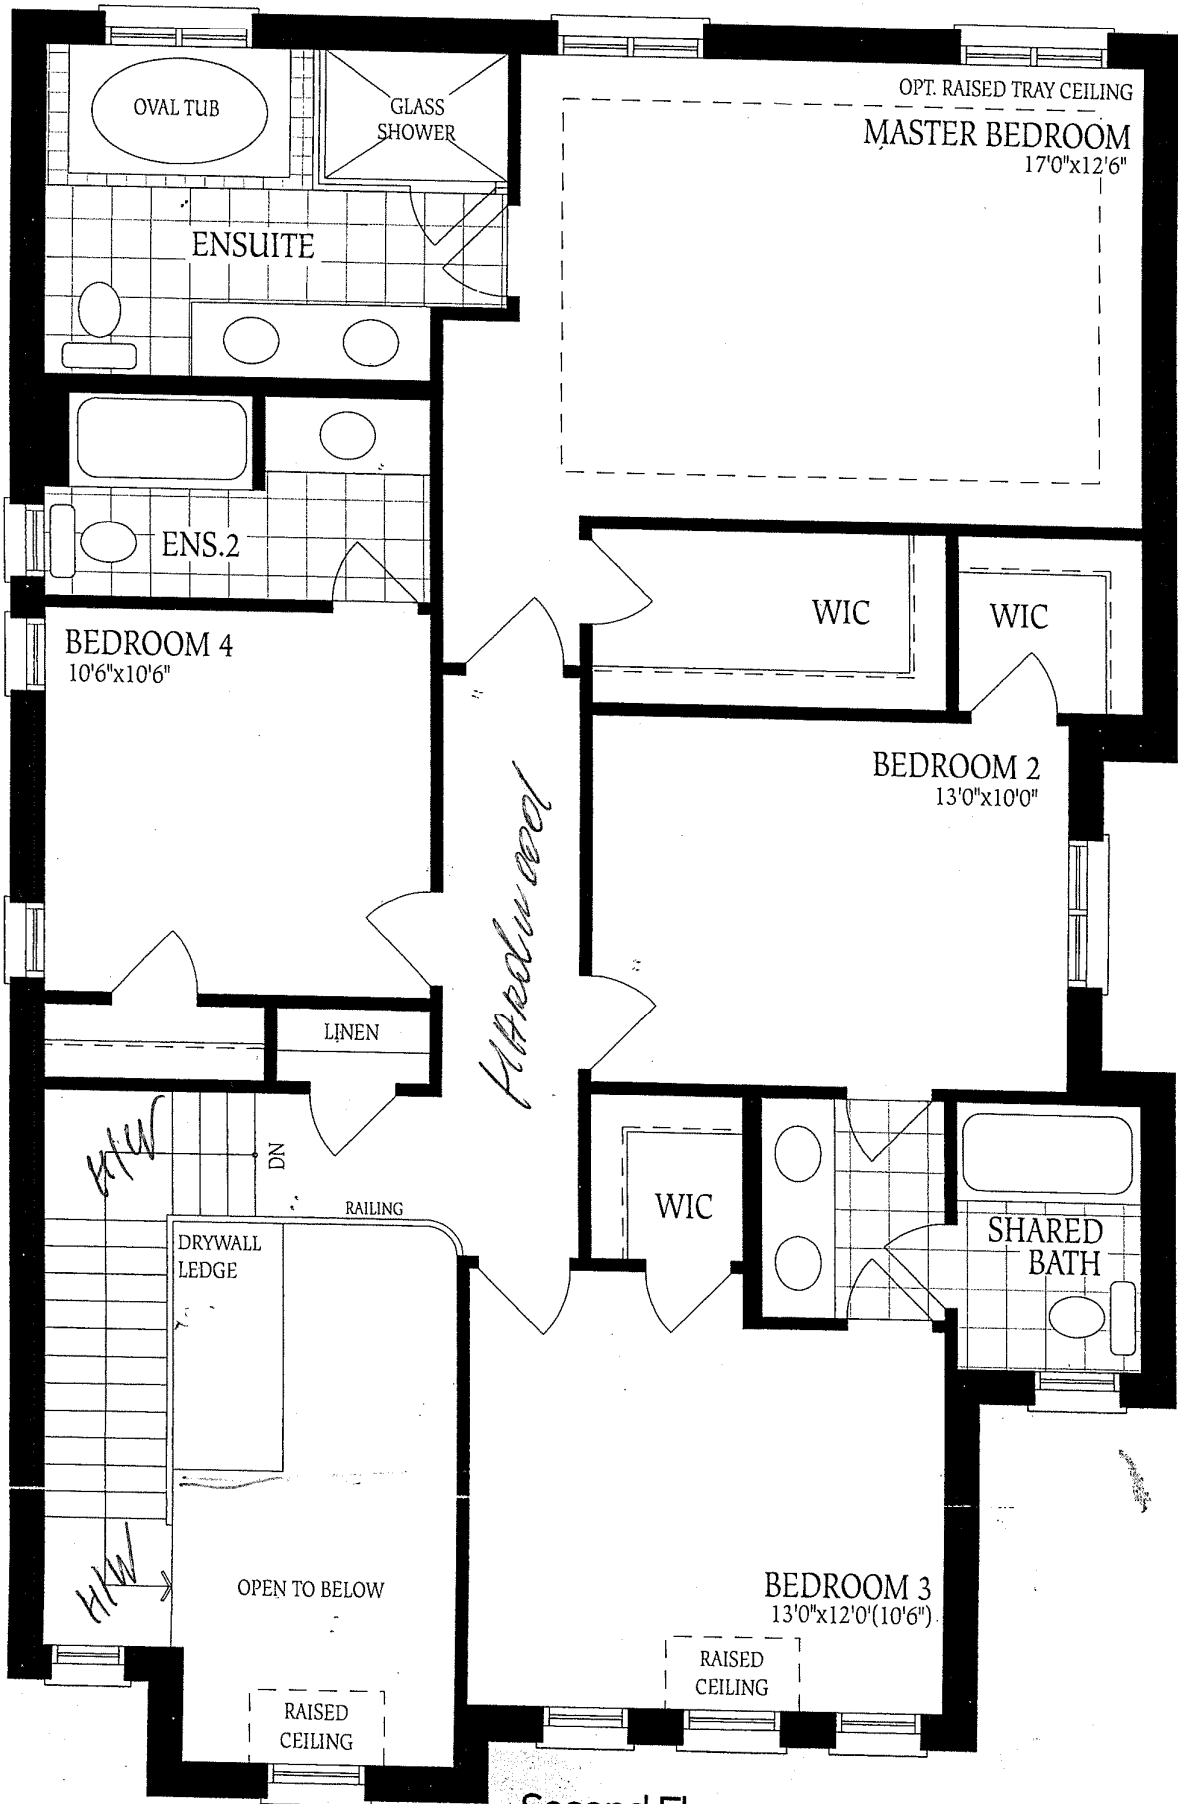 OVAL TUB
GLASS
SHOWER
OPT. RAISED TRAY CEILING
MASTER BEDROOM
17'0"x12'6"
ENSUITE
ENS.2
WIC
WIC
BEDROOM 4
10'6"x10'6"
BEDROOM 2
13'0"x10'0"
HARdwood
LINEN
H/W
DN
RAILING
WIC
DRYWALL
LEDGE
SHARED
BATH
H/W
OPEN TO BELOW
BEDROOM 3
13'0"x12'0'(10'6")
RAISED
CEILING
RAISED
CEILING